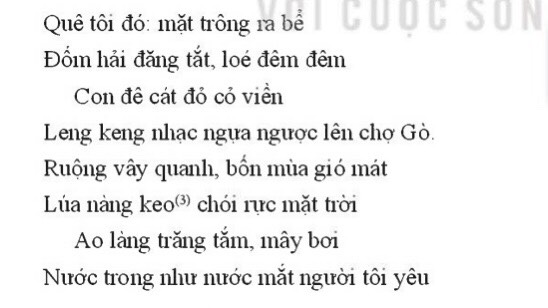 VỚI CUỘC SỐN
Quê tôi đó: mặt trông ra bể
Đốm hải đăng tắt, loé đêm đêm
Con đê cát đỏ cỏ viền
Leng keng nhạc ngựa ngược lên chợ Gò.
Ruộng vây quanh, bốn mùa gió mát
Lúa nàng keo(3) chói rực mặt trời
Ao làng trăng tắm, mây bơi
Nước trong như nước mắt người tôi yêu